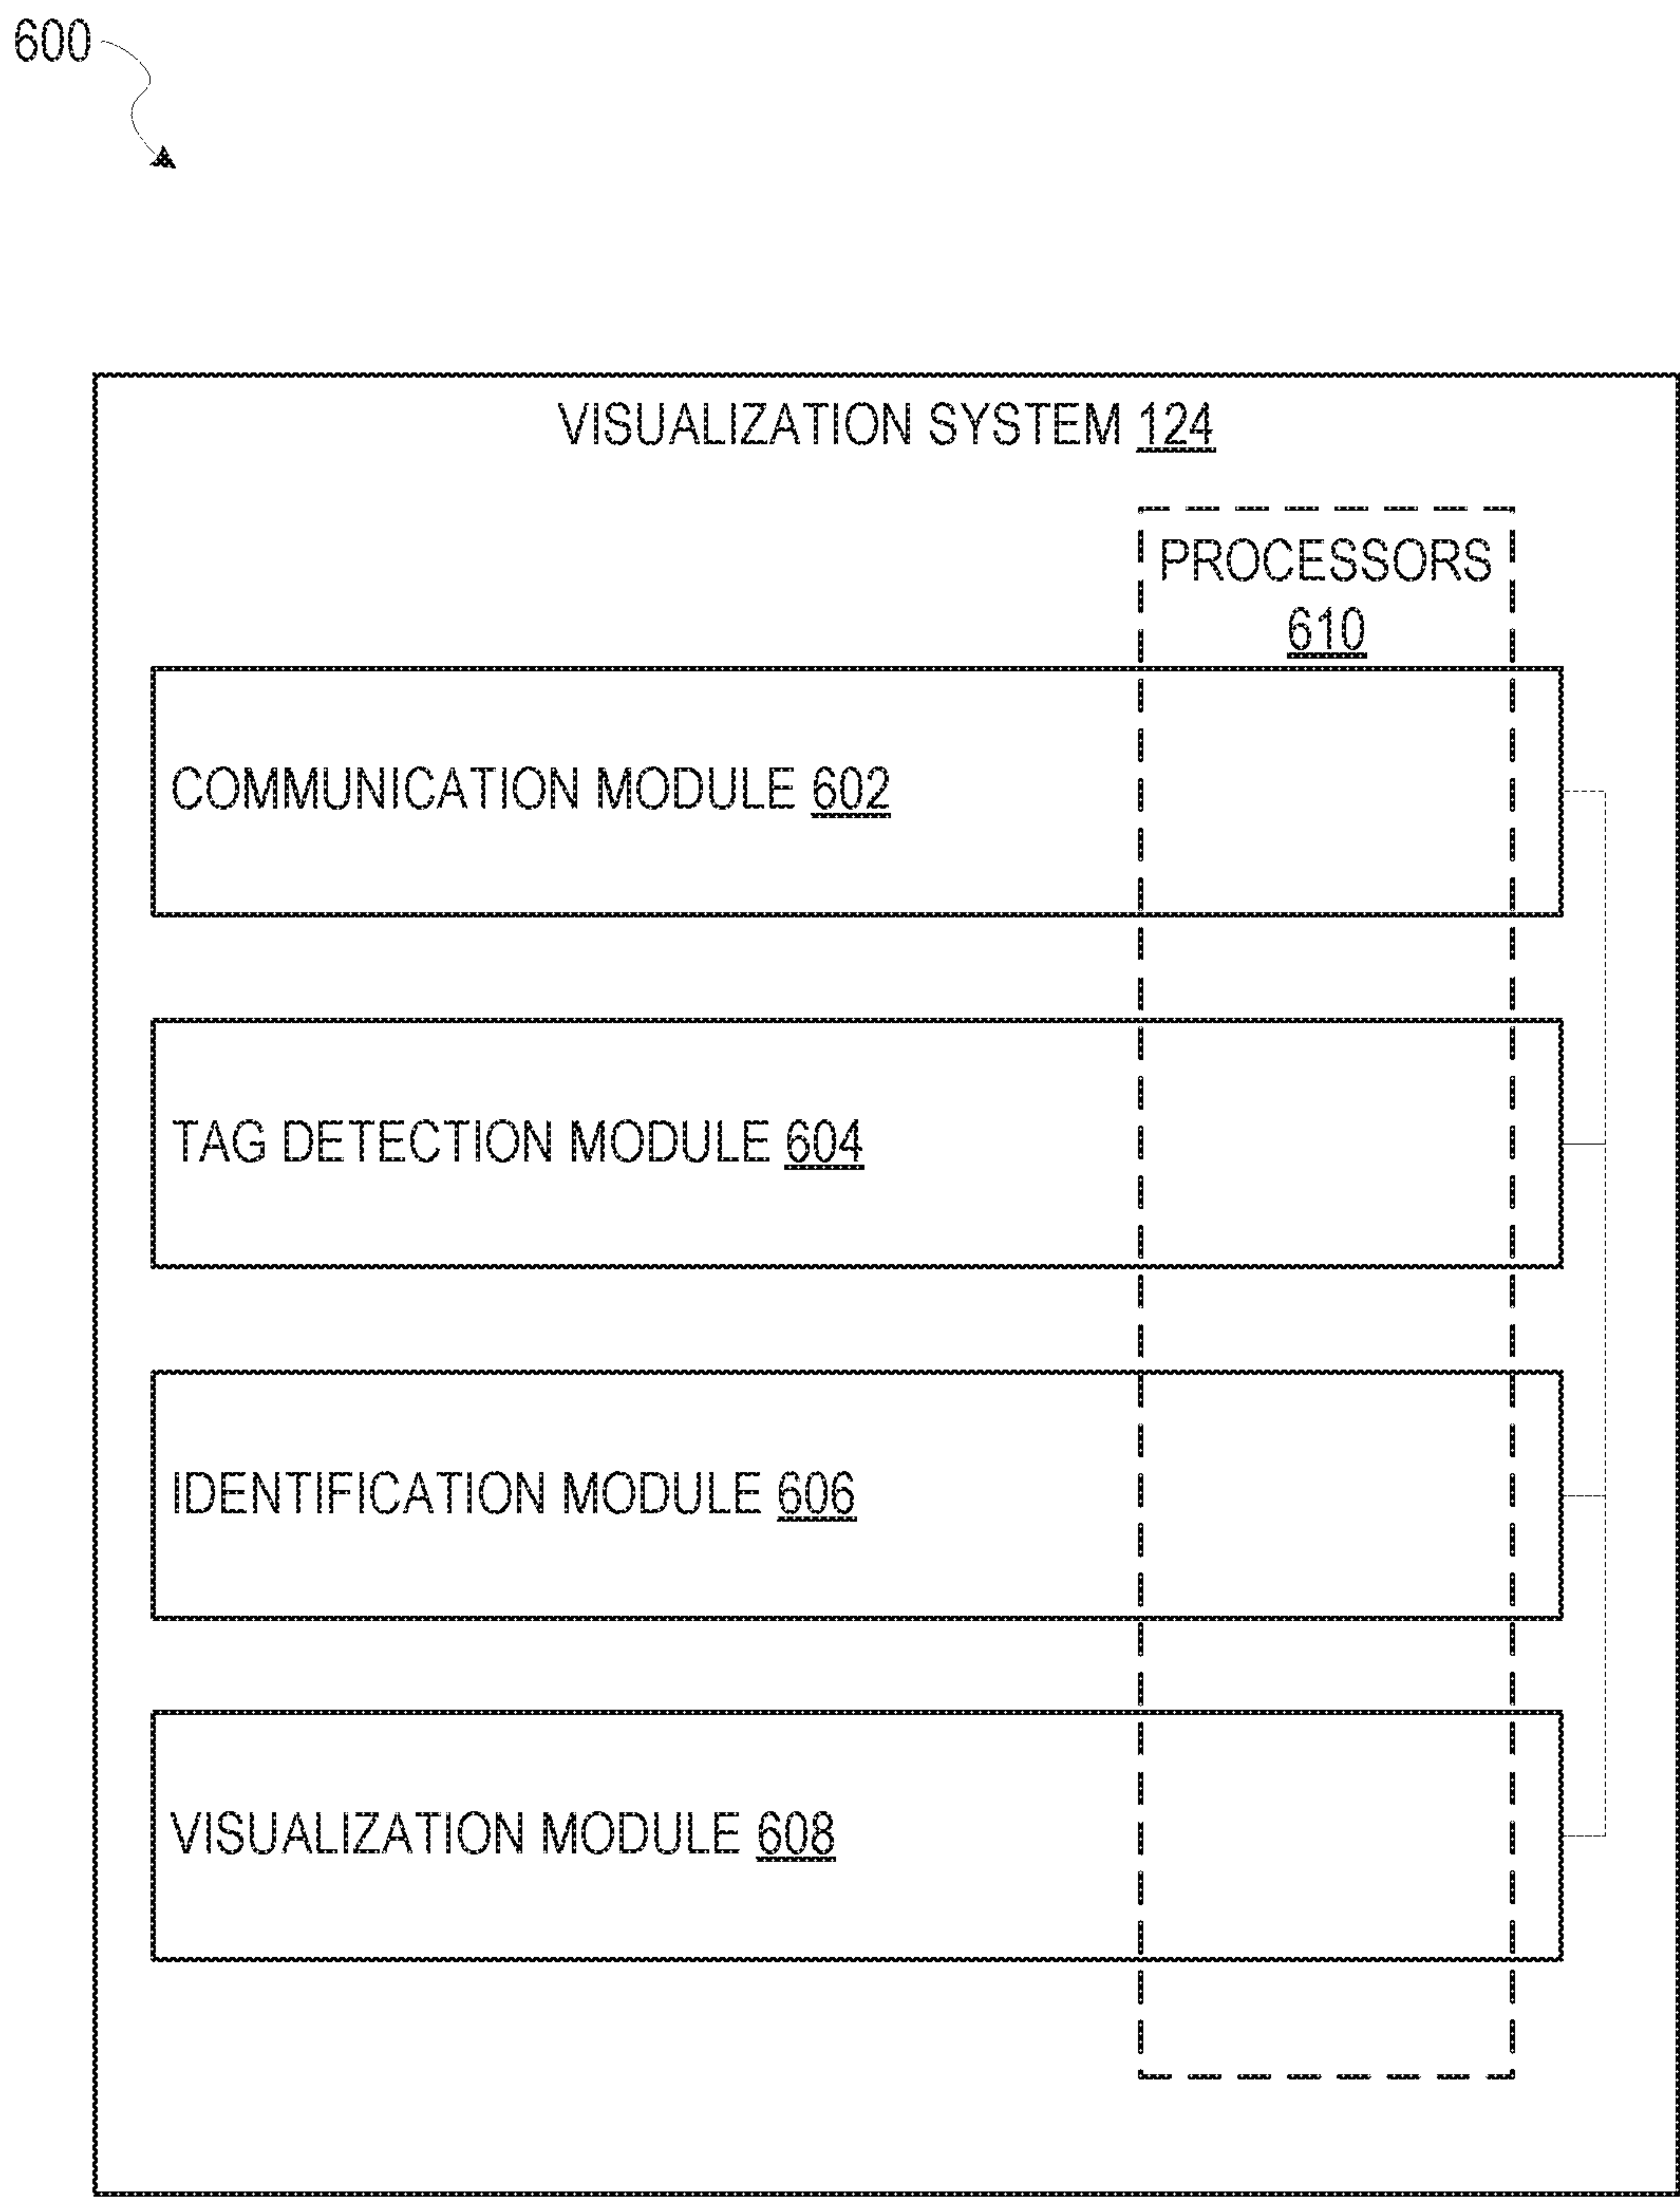 600
VISUALIZATION SYSTEM 124
PROCESSORS
610
COMMUNICATION MODULE 602
TAG DETECTION MODULE 604
IDENTIFICATION MODULE 606
VISUALIZATION MODULE 608